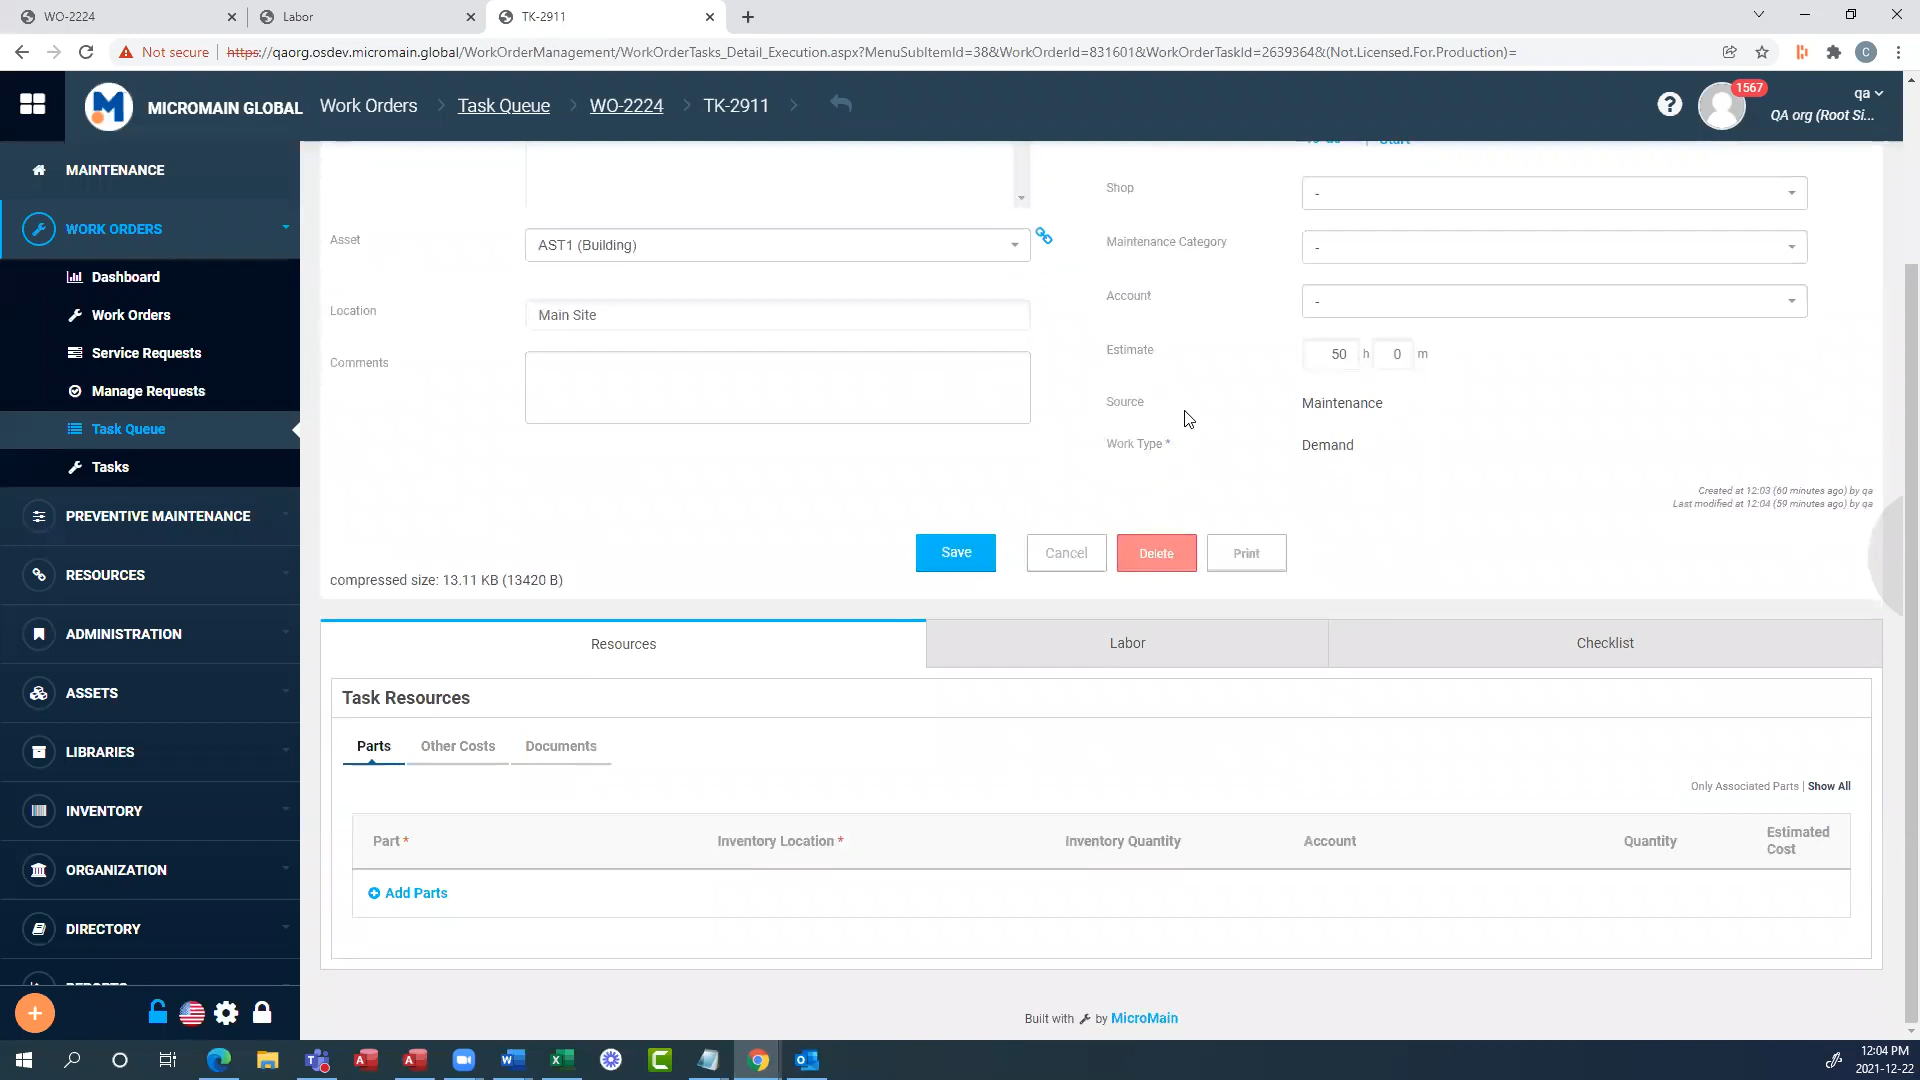 WO-2224
Labor
TK-2911
Not secure
https://qaorg.osdev.micromain.global/WorkOrderManagement/WorkOrderTasks_Detail_Execution.aspx?MenuSubItemId=38&WorkOrderId=831601&WorkOrderTaskId=2639364&(Not.Licensed.For.Production)=
C
MICROMAIN GLOBAL
Work Orders > Task Queue > WO-2224 > TK-2911 >
?
1567
qa
QA org (Root Si...
MAINTENANCE
WORK ORDERS
Dashboard
Work Orders
Service Requests
Manage Requests
Task Queue
Tasks
PREVENTIVE MAINTENANCE
RESOURCES
ADMINISTRATION
ASSETS
LIBRARIES
INVENTORY
ORGANIZATION
DIRECTORY
Asset
AST1 (Building)
Location
Main Site
Comments
Start
Shop
-
Maintenance Category
-
Account
-
Estimate
50 h 0 m
Source
Maintenance
Work Type *
Demand
Created at 12:03 (60 minutes ago) by qa
Last modified at 12:04 (59 minutes ago) by qa
Save
Cancel
Delete
Print
compressed size: 13.11 KB (13420 B)
Resources
Labor
Checklist
Task Resources
Parts
Other Costs
Documents
Only Associated Parts | Show All
Part *
Inventory Location *
Inventory Quantity
Account
Quantity
Estimated
Cost
Add Parts
Built with by MicroMain
12:04 PM
2021-12-22